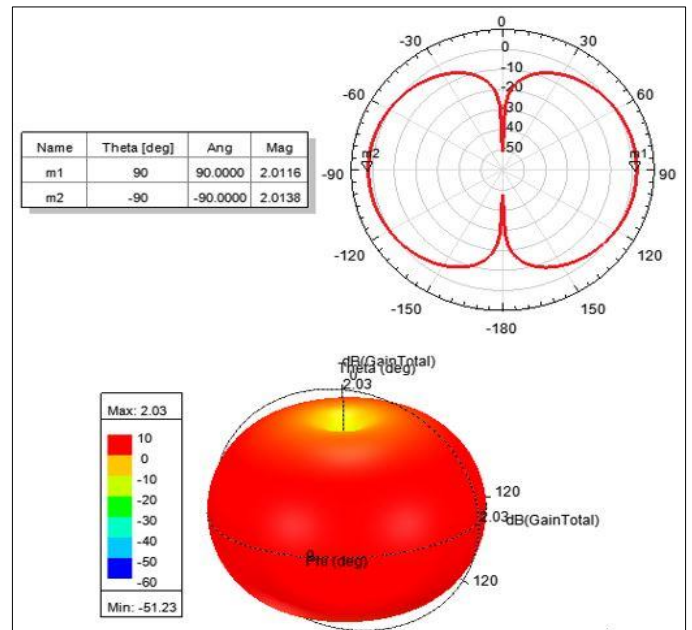 0
-30 0 30
-10
-60 -20 60
-30
-40
-50
m2 m1
-90 90
-120 120
-150 150
-180
Name Theta [deg] Ang Mag
m1 90 90.0000 2.0116
m2 -90 -90.0000 2.0138
dB(GainTotal)
Theta (deg)
0
2.03
Max: 2.03
10
0
-10
-20
-30
-40
-50
-60
Min: -51.23
120
2.03 dB(GainTotal)
0
Phi (deg)
120